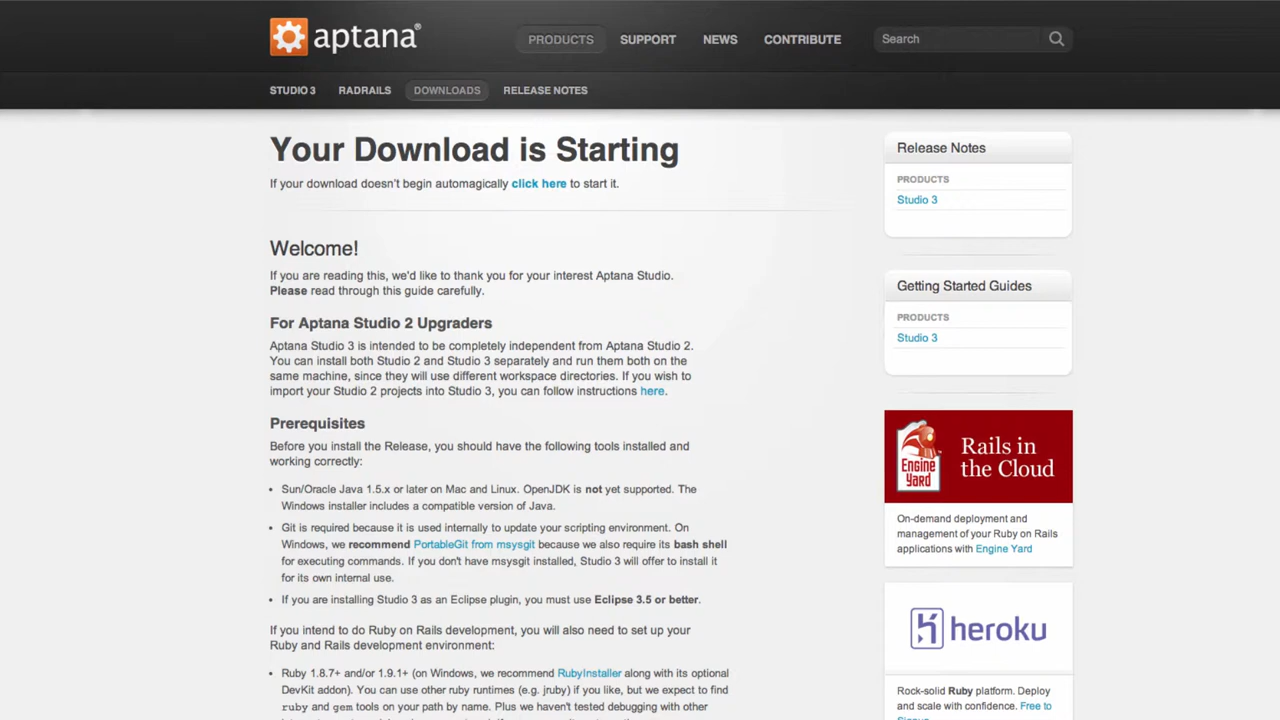 aptana®
PRODUCTS SUPPORT NEWS CONTRIBUTE Search
STUDIO 3 RADRAILS DOWNLOADS RELEASE NOTES
Your Download is Starting
If your download doesn't begin automagically click here to start it.
Welcome!
If you are reading this, we'd like to thank you for your interest Aptana Studio.
Please read through this guide carefully.
For Aptana Studio 2 Upgraders
Aptana Studio 3 is intended to be completely independent from Aptana Studio 2.
You can install both Studio 2 and Studio 3 separately and run them both on the
same machine, since they will use different workspace directories. If you wish to
import your Studio 2 projects into Studio 3, you can follow instructions here.
Prerequisites
Before you install the Release, you should have the following tools installed and
working correctly:
• Sun/Oracle Java 1.5.x or later on Mac and Linux. OpenJDK is not yet supported. The
Windows installer includes a compatible version of Java.
• Git is required because it is used internally to update your scripting environment. On
Windows, we recommend PortableGit from msysgit because we also require its bash shell
for executing commands. If you don't have msysgit installed, Studio 3 will offer to install it
for its own internal use.
• If you are installing Studio 3 as an Eclipse plugin, you must use Eclipse 3.5 or better.
If you intend to do Ruby on Rails development, you will also need to set up your
Ruby and Rails development environment:
• Ruby 1.8.7+ and/or 1.9.1+ (on Windows, we recommend RubyInstaller along with its optional
DevKit addon). You can use other ruby runtimes (e.g. jruby) if you like, but we expect to find
ruby and gem tools on your path by name. Plus we haven't tested debugging with other
Release Notes
PRODUCTS
Studio 3
Getting Started Guides
PRODUCTS
Studio 3
Engine
Yard
Rails in
the Cloud
On-demand deployment and
management of your Ruby on Rails
applications with Engine Yard
heroku
Rock-solid Ruby platform. Deploy
and scale with confidence. Free to